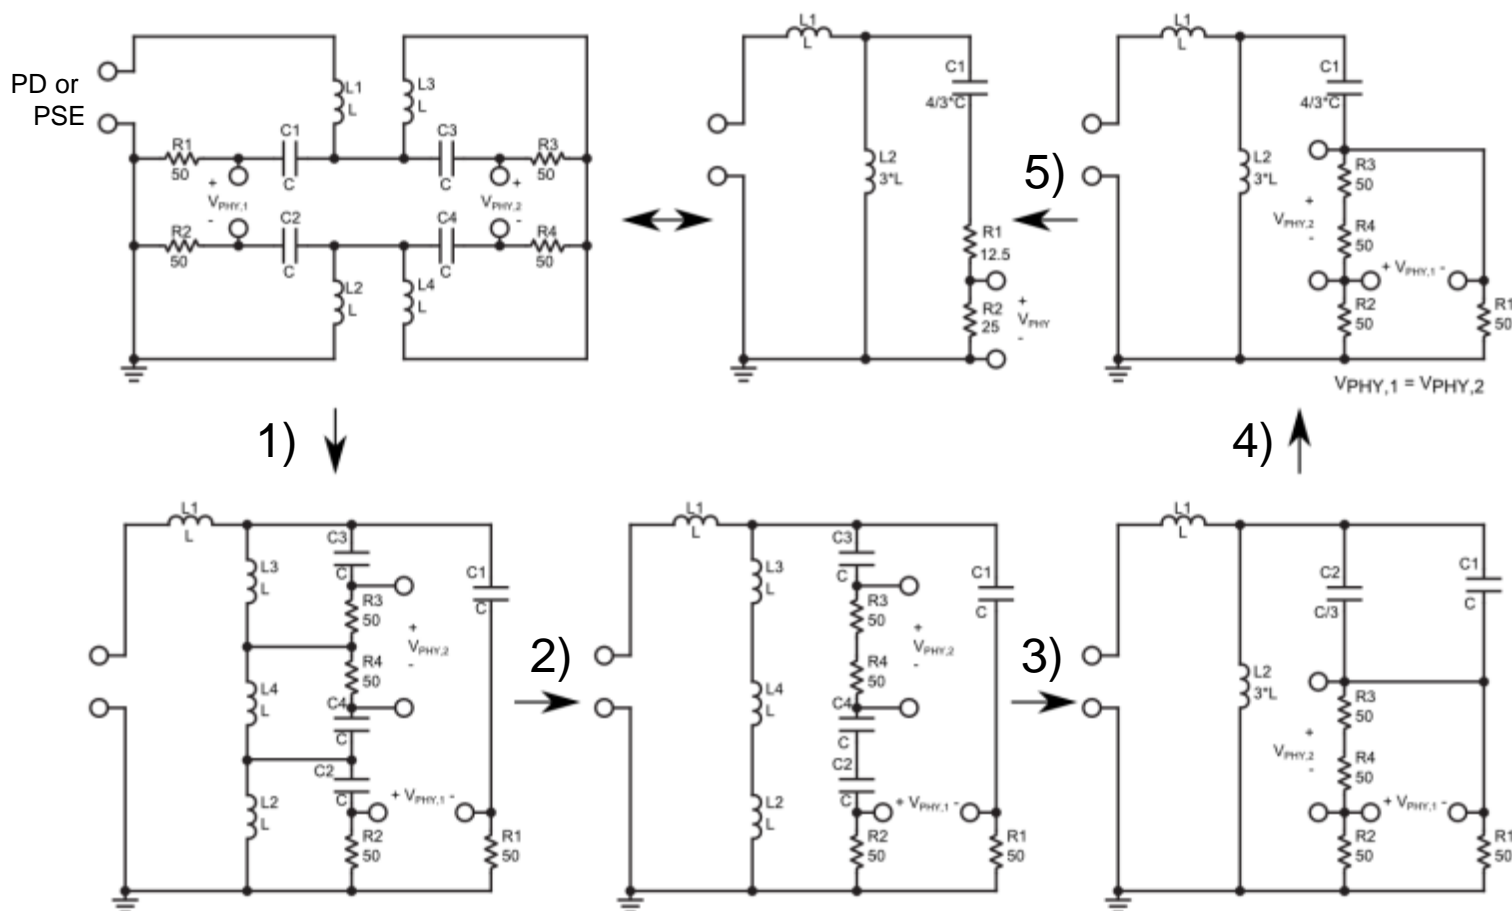 PD or
PSE
L1
L
L3
L
R1
50
C1
C
C3
C
R3
50
+
VPHY,1
-
+
VPHY,2
-
R2
50
C2
C
C4
C
R4
50
L2
L
L4
L
L1
L
C1
4/3*C
L2
3*L
R1
12.5
R2
25
+
VPHY
-
5)
L1
L
C1
4/3*C
L2
3*L
R3
50
+
VPHY,2
-
R4
50
+ VPHY,1 -
R2
50
R1
50
VPHY,1 = VPHY,2
1)
4)
L1
L
L3
L
C3
C
R3
50
+
VPHY,2
-
R4
50
L4
L
C4
C
C2
C
L2
L
+ VPHY,1 -
R2
50
C1
C
R1
50
2)
L1
L
L3
L
C3
C
R3
50
+
VPHY,2
-
R4
50
L4
L
C4
C
C2
C
L2
L
+ VPHY,1 -
R2
50
C1
C
R1
50
3)
L1
L
C2
C/3
C1
C
L2
3*L
R3
50
+
VPHY,2
-
R4
50
+ VPHY,1 -
R2
50
R1
50